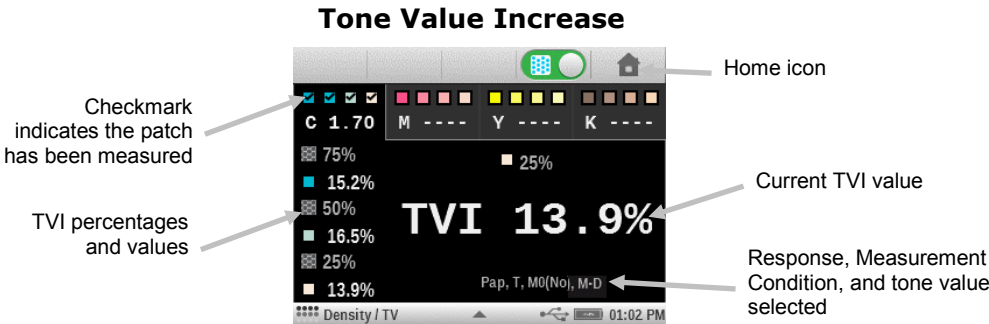 Tone Value Increase
Home icon
Checkmark
indicates the patch
has been measured
C 1.70
M ----
Y ----
K ----
75%
15.2%
50%
16.5%
25%
13.9%
25%
TVI 13.9%
Pap, T, M0(No), M-D
Density / TV
01:02 PM
TVI percentages
and values
Current TVI value
Response, Measurement
Condition, and tone value
selected